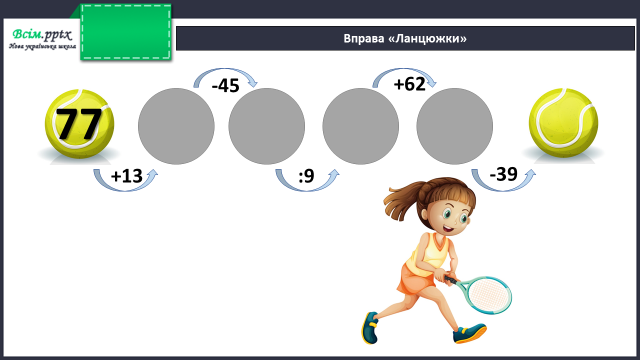 Всім.pptx
Нова українська школа
Вправа «Ланцюжки»
-45
+62
77
+13
:9
-39